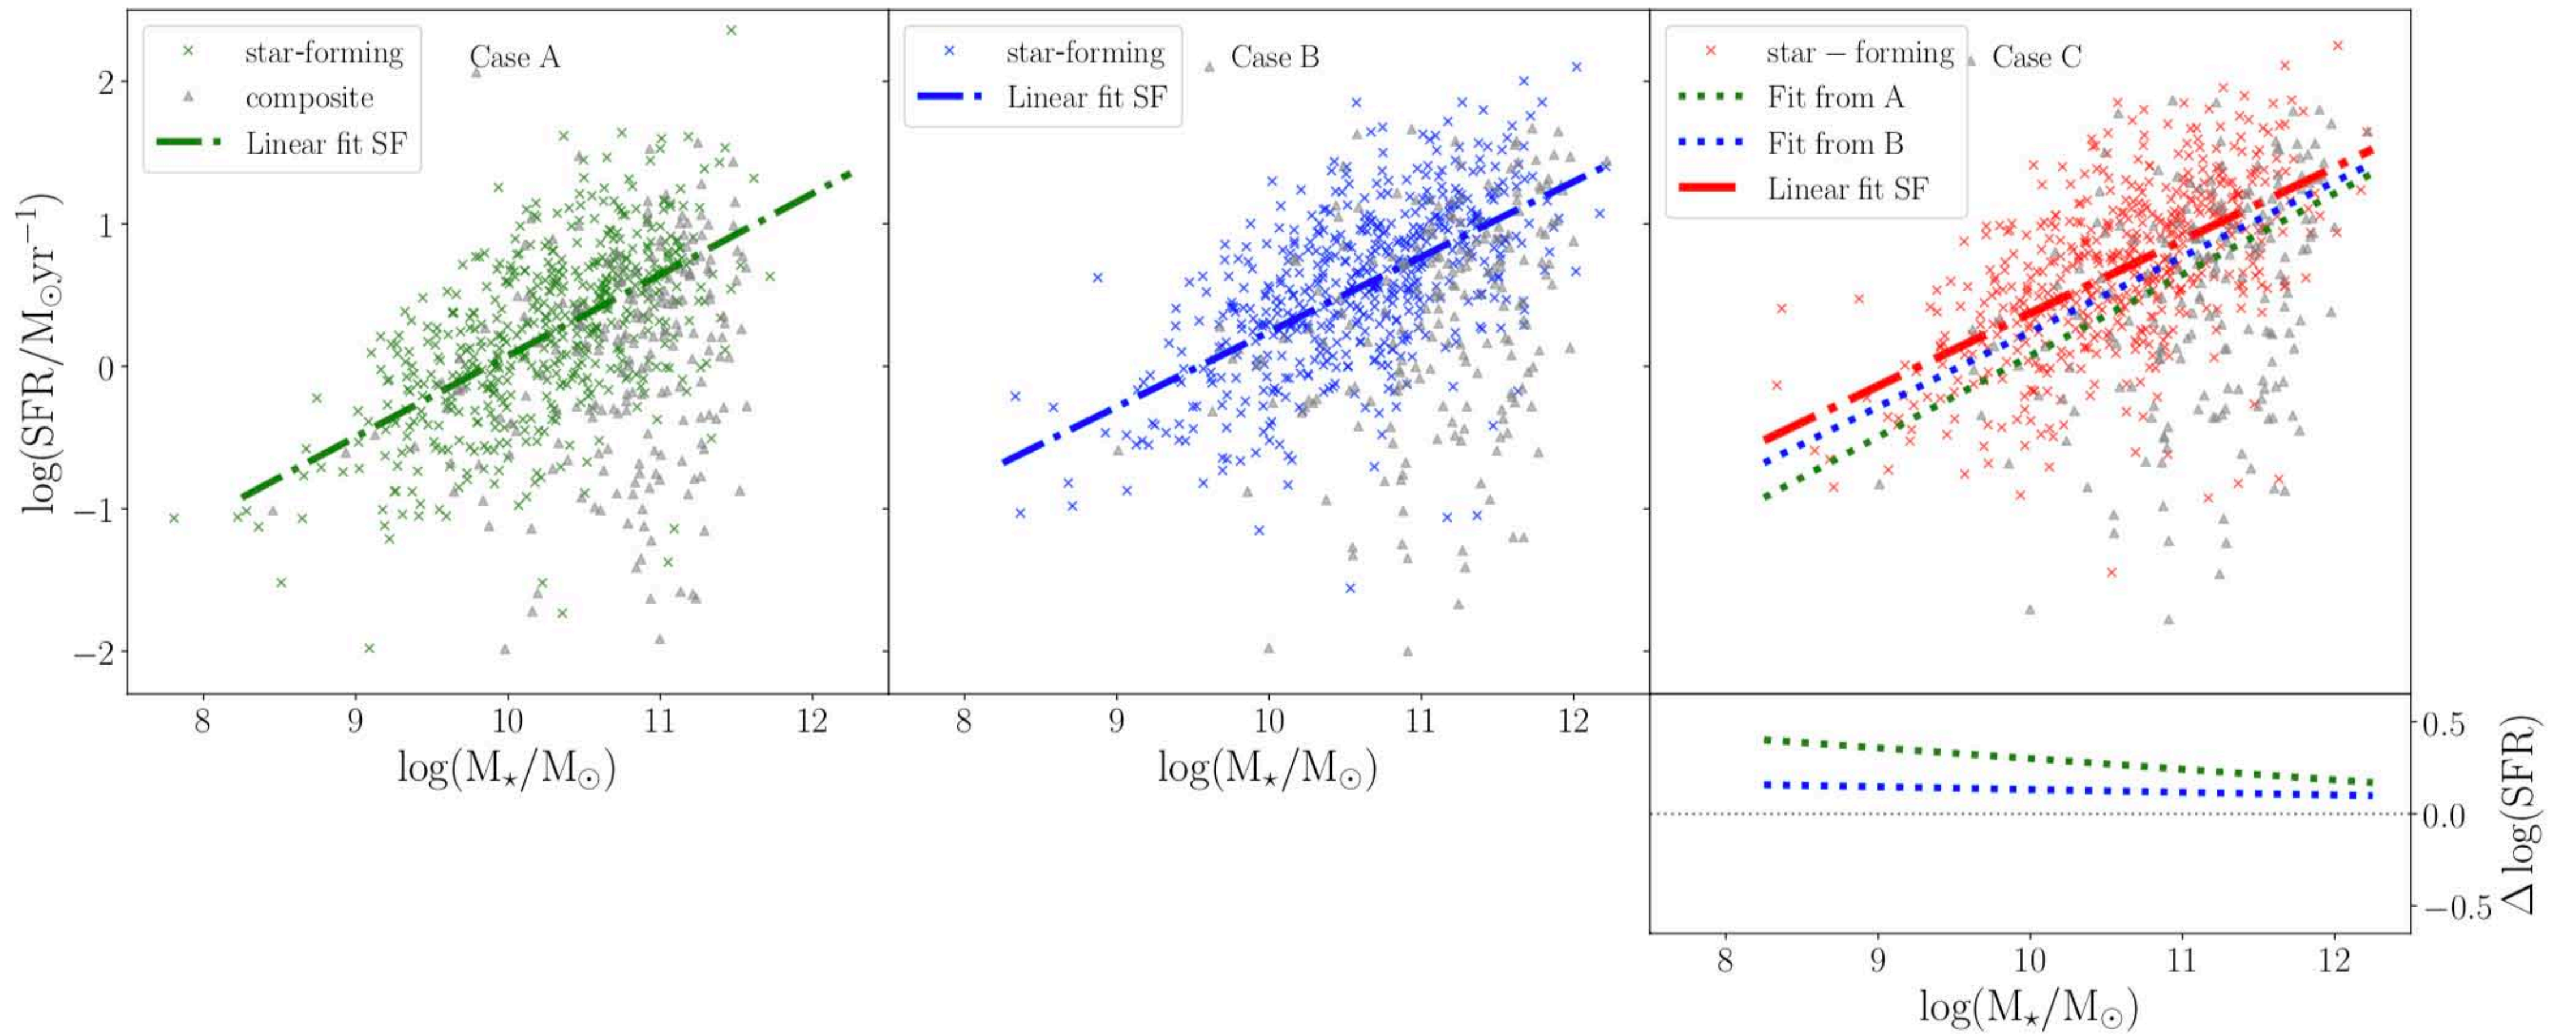 star-forming
composite
Linear fit SF
Case A
star-forming
Linear fit SF
Case B
star − forming
Fit from A
Fit from B
Linear fit SF
Case C
2
1
0
−1
−2
log(SFR/M⊙yr⁻¹)
8 9 10 11 12
log(M⋆/M⊙)
8 9 10 11 12
log(M⋆/M⊙)
0.5
0.0
−0.5
Δ log(SFR)
8 9 10 11 12
log(M⋆/M⊙)